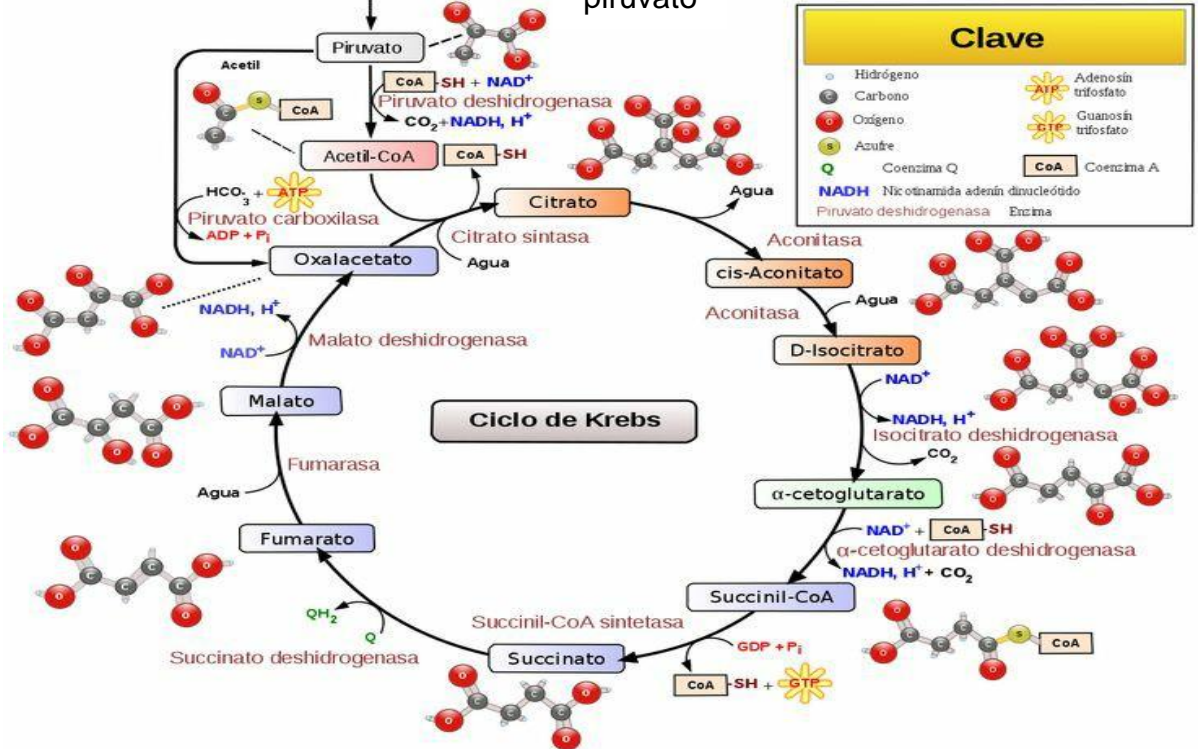 piruvato
Piruvato
Acetil
CoA -SH + NAD+
Piruvato deshidrogenasa
CO2+NADH, H+
S CoA
Acetil-CoA
CoA -SH
HCO3- + ATP
Piruvato carboxilasa
ADP + Pi
Oxalacetato
Citrato
Citrato sintasa
Agua
Agua
Aconitasa
cis-Aconitato
Aconitasa
Agua
D-Isocitrato
NAD+
NADH, H+
Isocitrato deshidrogenasa
CO2
α-cetoglutarato
NAD+ + CoA -SH
α-cetoglutarato deshidrogenasa
NADH, H+ + CO2
Succinil-CoA
S CoA
Succinil-CoA sintetasa
GDP + Pi
CoA -SH + GTP
Succinato
QH2
Q
Succinato deshidrogenasa
Fumarato
Agua
Fumarasa
Malato
NADH, H+
NAD+
Malato deshidrogenasa
Ciclo de Krebs
Clave
Hidrógeno
C Carbono
O Oxígeno
S Azufre
Q Coenzima Q
NADH Nicotinamida adenín dinucleótido
Piruvato deshidrogenasa Enzima
ATP Adenosín
trifosfato
GTP Guanosín
trifosfato
CoA Coenzima A